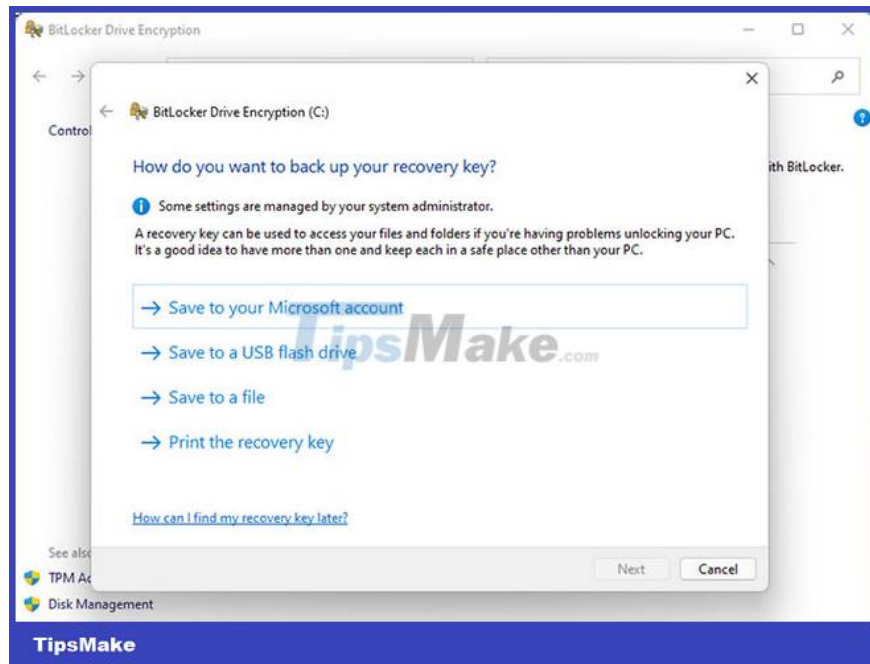 BitLocker Drive Encryption
BitLocker Drive Encryption (C:)
Control
ith BitLocker.
How do you want to back up your recovery key?
Some settings are managed by your system administrator.
A recovery key can be used to access your files and folders if you're having problems unlocking your PC.
It's a good idea to have more than one and keep each in a safe place other than your PC.
→ Save to your Microsoft account
TipsMake.com
→ Save to a USB flash drive
→ Save to a file
→ Print the recovery key
How can I find my recovery key later?
See also
TPM Ad
Next
Cancel
Disk Management
TipsMake